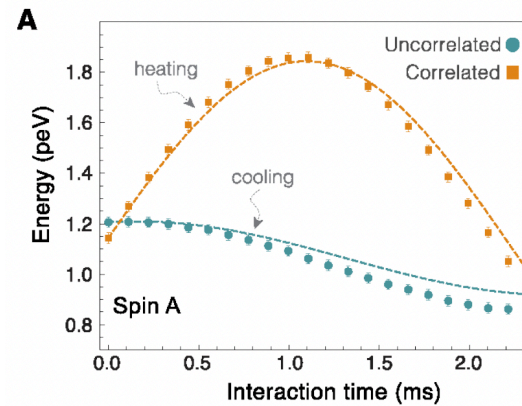 A
Uncorrelated
Correlated
heating
cooling
Spin A
Energy (peV)
1.8
1.6
1.4
1.2
1.0
0.8
0.0
0.5
1.0
1.5
2.0
Interaction time (ms)